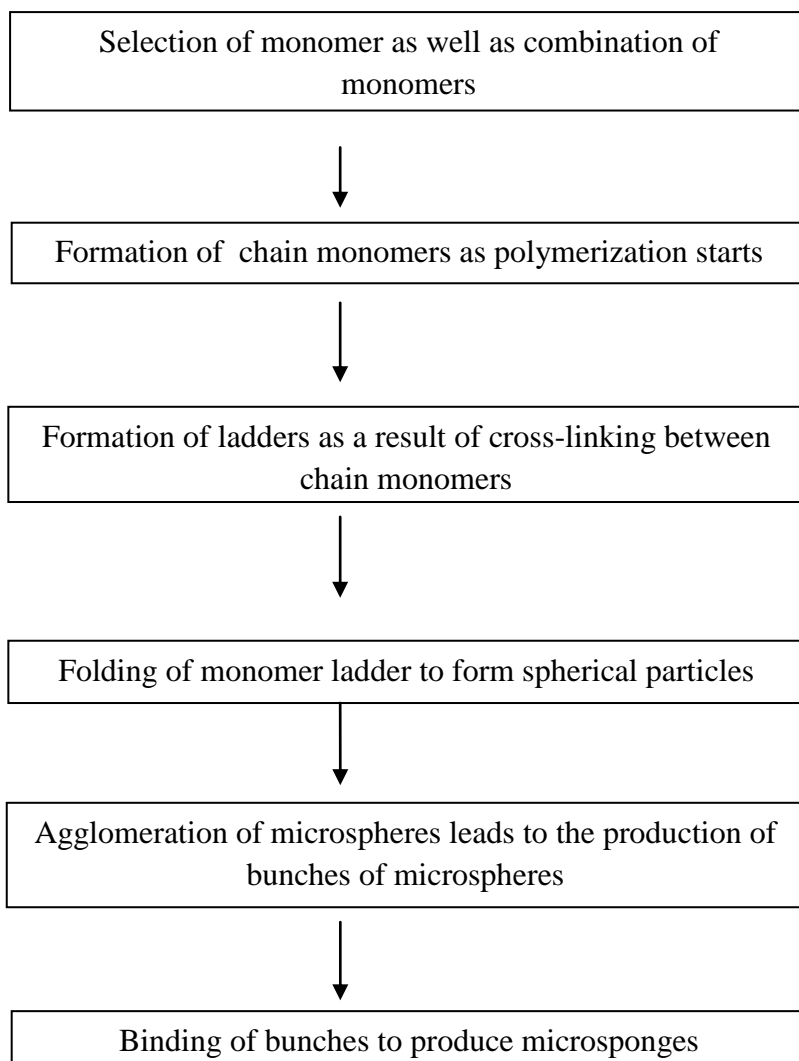 Selection of monomer as well as combination of
monomers
Formation of  chain monomers as polymerization starts
Formation of ladders as a result of cross-linking between
chain monomers
Folding of monomer ladder to form spherical particles
Agglomeration of microspheres leads to the production of
bunches of microspheres
Binding of bunches to produce microsponges